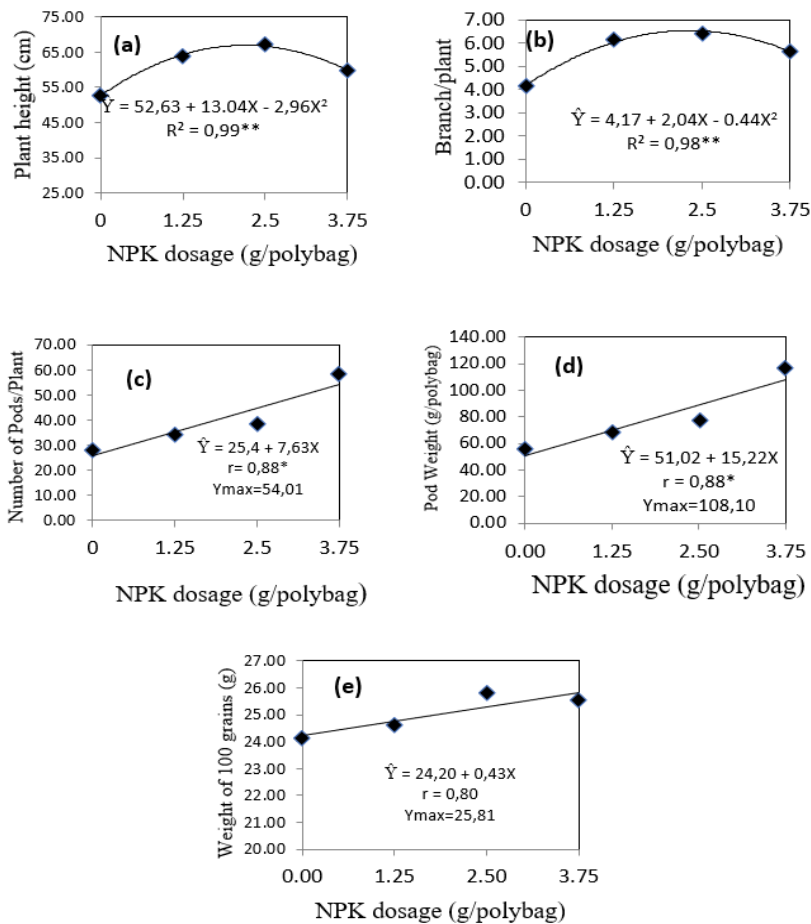 (a)
Plant height (cm)
75.00
65.00
55.00
45.00
35.00
25.00
Ŷ = 52,63 + 13.04X - 2,96X²
R² = 0,99**
0 1.25 2.5 3.75
NPK dosage (g/polybag)
(b)
Branch/plant
7.00
6.00
5.00
4.00
3.00
2.00
1.00
0.00
Ŷ = 4,17 + 2,04X - 0.44X²
R² = 0,98**
0 1.25 2.5 3.75
NPK dosage (g/polybag)
(c)
Number of Pods/Plant
70.00
60.00
50.00
40.00
30.00
20.00
10.00
0.00
Ŷ = 25,4 + 7,63X
r= 0,88*
Ymax=54,01
0 1.25 2.5 3.75
NPK dosage (g/polybag)
(d)
Pod Weight (g/polybag)
140.00
120.00
100.00
80.00
60.00
40.00
20.00
0.00
Ŷ = 51,02 + 15,22X
r = 0,88*
Ymax=108,10
0.00 1.25 2.50 3.75
NPK dosage (g/polybag)
(e)
Weight of 100 grains (g)
27.00
26.00
25.00
24.00
23.00
22.00
21.00
20.00
Ŷ = 24,20 + 0,43X
r = 0,80
Ymax=25,81
0.00 1.25 2.50 3.75
NPK dosage (g/polybag)